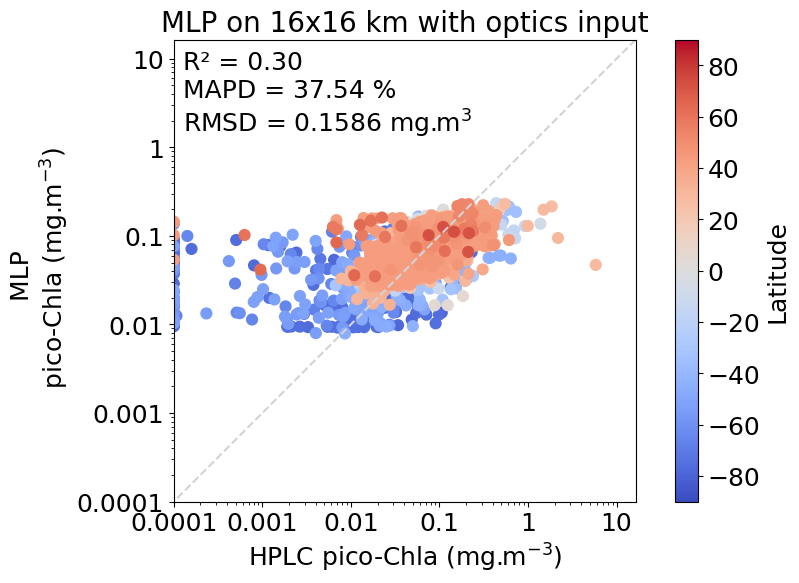 MLP on 16x16 km with optics input
R² = 0.30
MAPD = 37.54 %
RMSD = 0.1586 mg.m³
10
1
0.1
0.01
0.001
0.0001
MLP
pico-Chla (mg.m⁻³)
0.0001 0.001 0.01 0.1 1 10
HPLC pico-Chla (mg.m⁻³)
80
60
40
20
0
−20
−40
−60
−80
Latitude